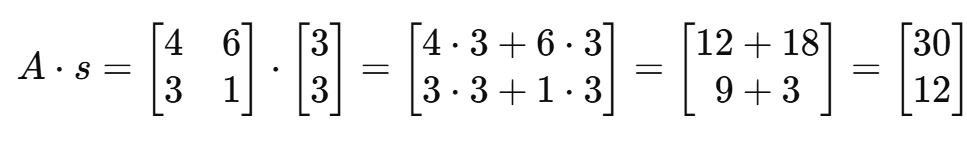 A · s = [4 6; 3 1] · [3; 3] = [4 · 3 + 6 · 3; 3 · 3 + 1 · 3] = [12 + 18; 9 + 3] = [30; 12]